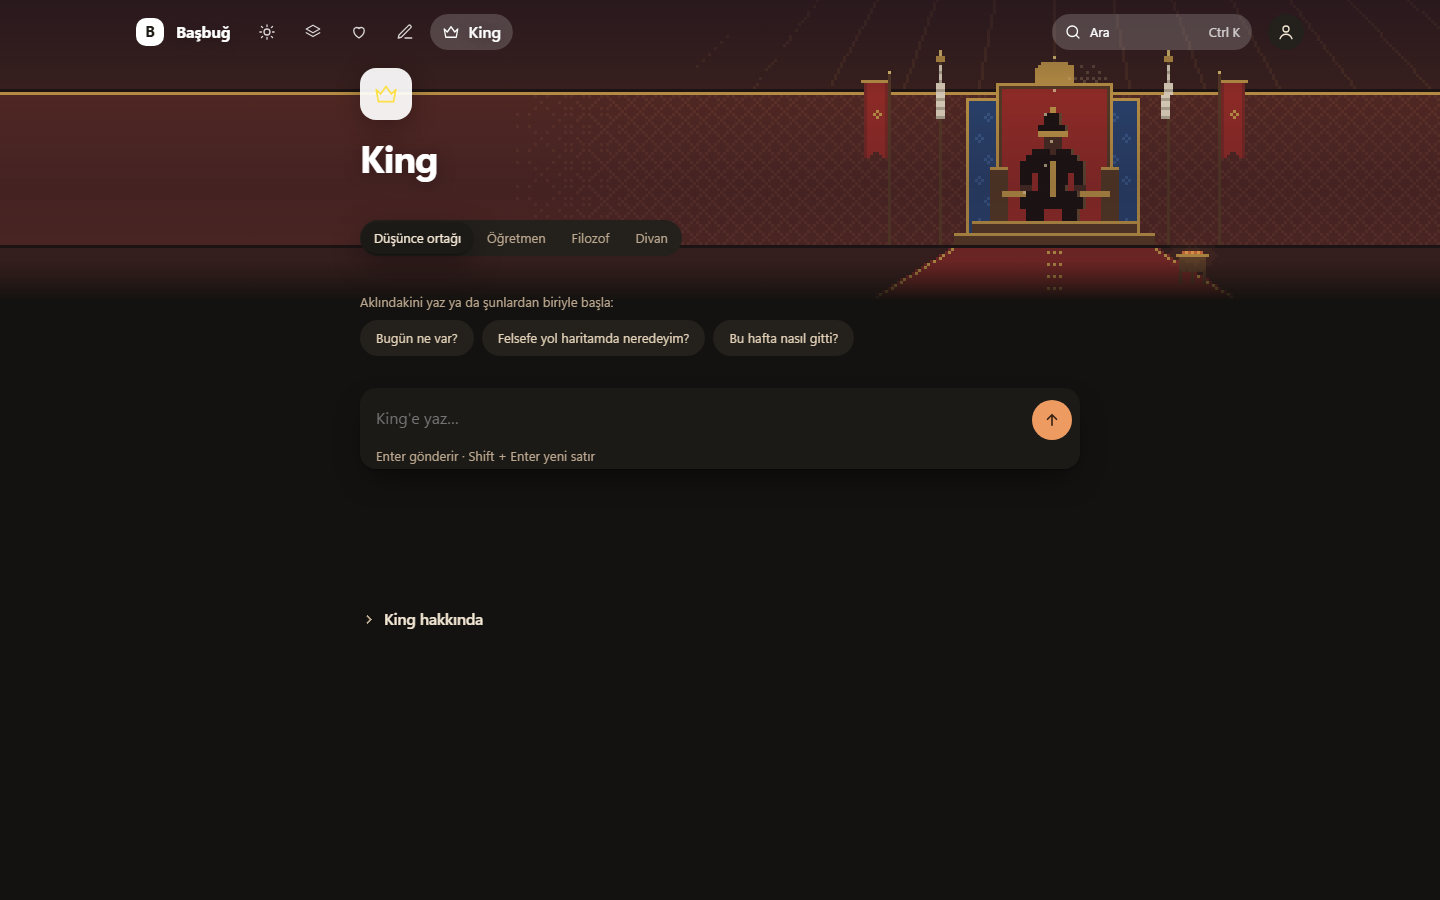 B Başbuğ King Ara Ctrl K
King
Düşünce ortağı Öğretmen Filozof Divan
Aklındakini yaz ya da şunlardan biriyle başla:
Bugün ne var? Felsefe yol haritamda neredeyim? Bu hafta nasıl gitti?
King'e yaz...
Enter gönderir · Shift + Enter yeni satır
King hakkında